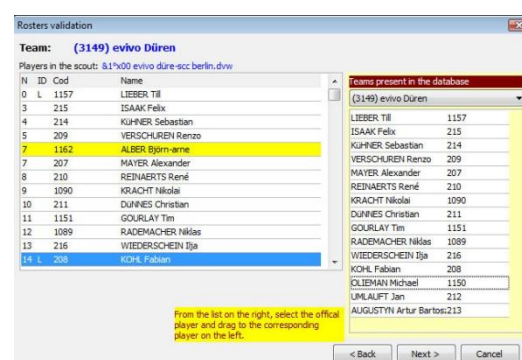 Rosters validation
Team: (3149) evivo Düren
Players in the scout: &1°x00 evivo düre-scc berlin.dvw
N ID Cod Name
0 L 1157 LIEBER Till
3 215 ISAAK Felix
4 214 KüHNER Sebastian
5 209 VERSCHUREN Renzo
7 1162 ALBER Björn-arne
7 207 MAYER Alexander
8 210 REINAERTS René
9 1090 KRACHT Nikolai
10 211 DüNNES Christian
11 1151 GOURLAY Tim
12 1089 RADEMACHER Niklas
13 216 WIEDERSCHEIN Ilja
14 L 208 KOHL Fabian
Teams present in the database
(3149) evivo Düren
LIEBER Till 1157
ISAAK Felix 215
KüHNER Sebastian 214
VERSCHUREN Renzo 209
MAYER Alexander 207
REINAERTS René 210
KRACHT Nikolai 1090
DüNNES Christian 211
GOURLAY Tim 1151
RADEMACHER Niklas 1089
WIEDERSCHEIN Ilja 216
KOHL Fabian 208
OLIEMAN Michael 1150
UMLAUFT Jan 212
AUGUSTYN Artur Bartos:213
From the list on the right, select the offical
player and drag to the corresponding
player on the left.
< Back Next > Cancel